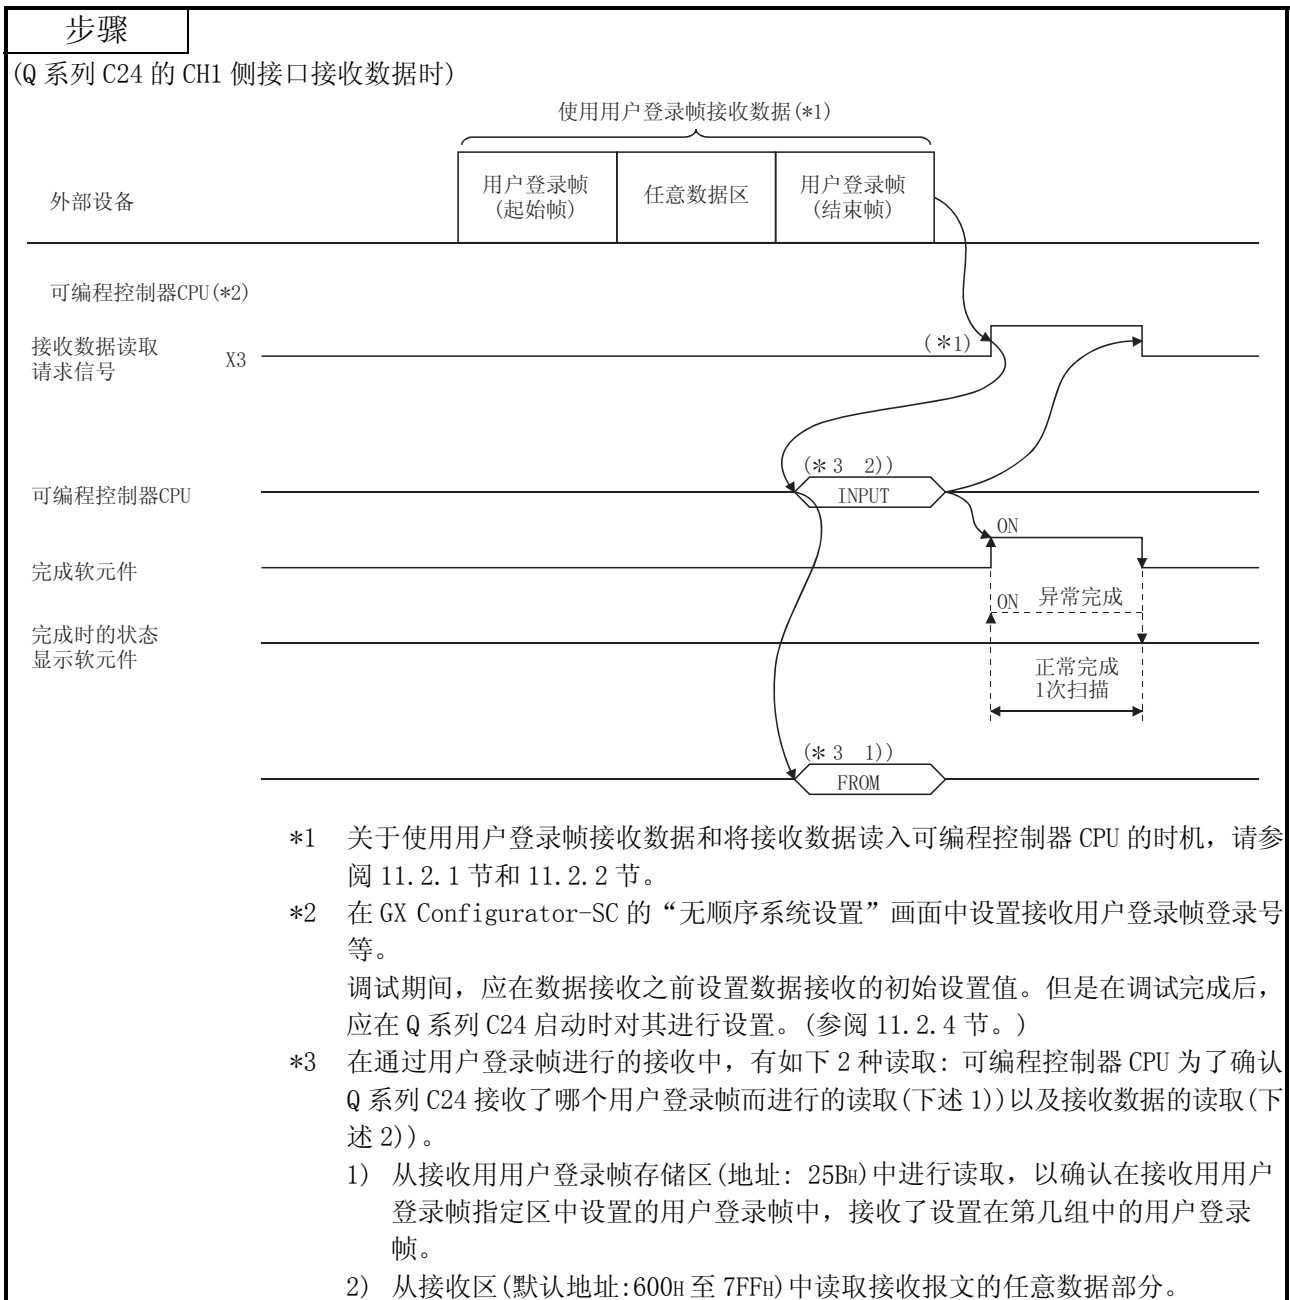 步骤
(Q 系列 C24 的 CH1 侧接口接收数据时)
使用用户登录帧接收数据(*1)
外部设备
用户登录帧
(起始帧)
任意数据区
用户登录帧
(结束帧)
可编程控制器CPU(*2)
接收数据读取
请求信号
X3
(*1)
(*3 2))
可编程控制器CPU
INPUT
ON
完成软元件
ON 异常完成
完成时的状态
显示软元件
正常完成
1次扫描
(*3 1))
FROM
*1 关于使用用户登录帧接收数据和将接收数据读入可编程控制器 CPU 的时机，请参
阅 11.2.1 节和 11.2.2 节。
*2 在 GX Configurator-SC 的“无顺序系统设置”画面中设置接收用户登录帧登录号
等。
调试期间，应在数据接收之前设置数据接收的初始设置值。但是在调试完成后，
应在 Q 系列 C24 启动时对其进行设置。(参阅 11.2.4 节。)
*3 在通过用户登录帧进行的接收中，有如下 2 种读取: 可编程控制器 CPU 为了确认
Q 系列 C24 接收了哪个用户登录帧而进行的读取(下述 1))以及接收数据的读取(下
述 2))。
1) 从接收用用户登录帧存储区(地址: 25BH)中进行读取，以确认在接收用用户
登录帧指定区中设置的用户登录帧中，接收了设置在第几组中的用户登录
帧。
2) 从接收区(默认地址:600H 至 7FFH)中读取接收报文的任意数据部分。